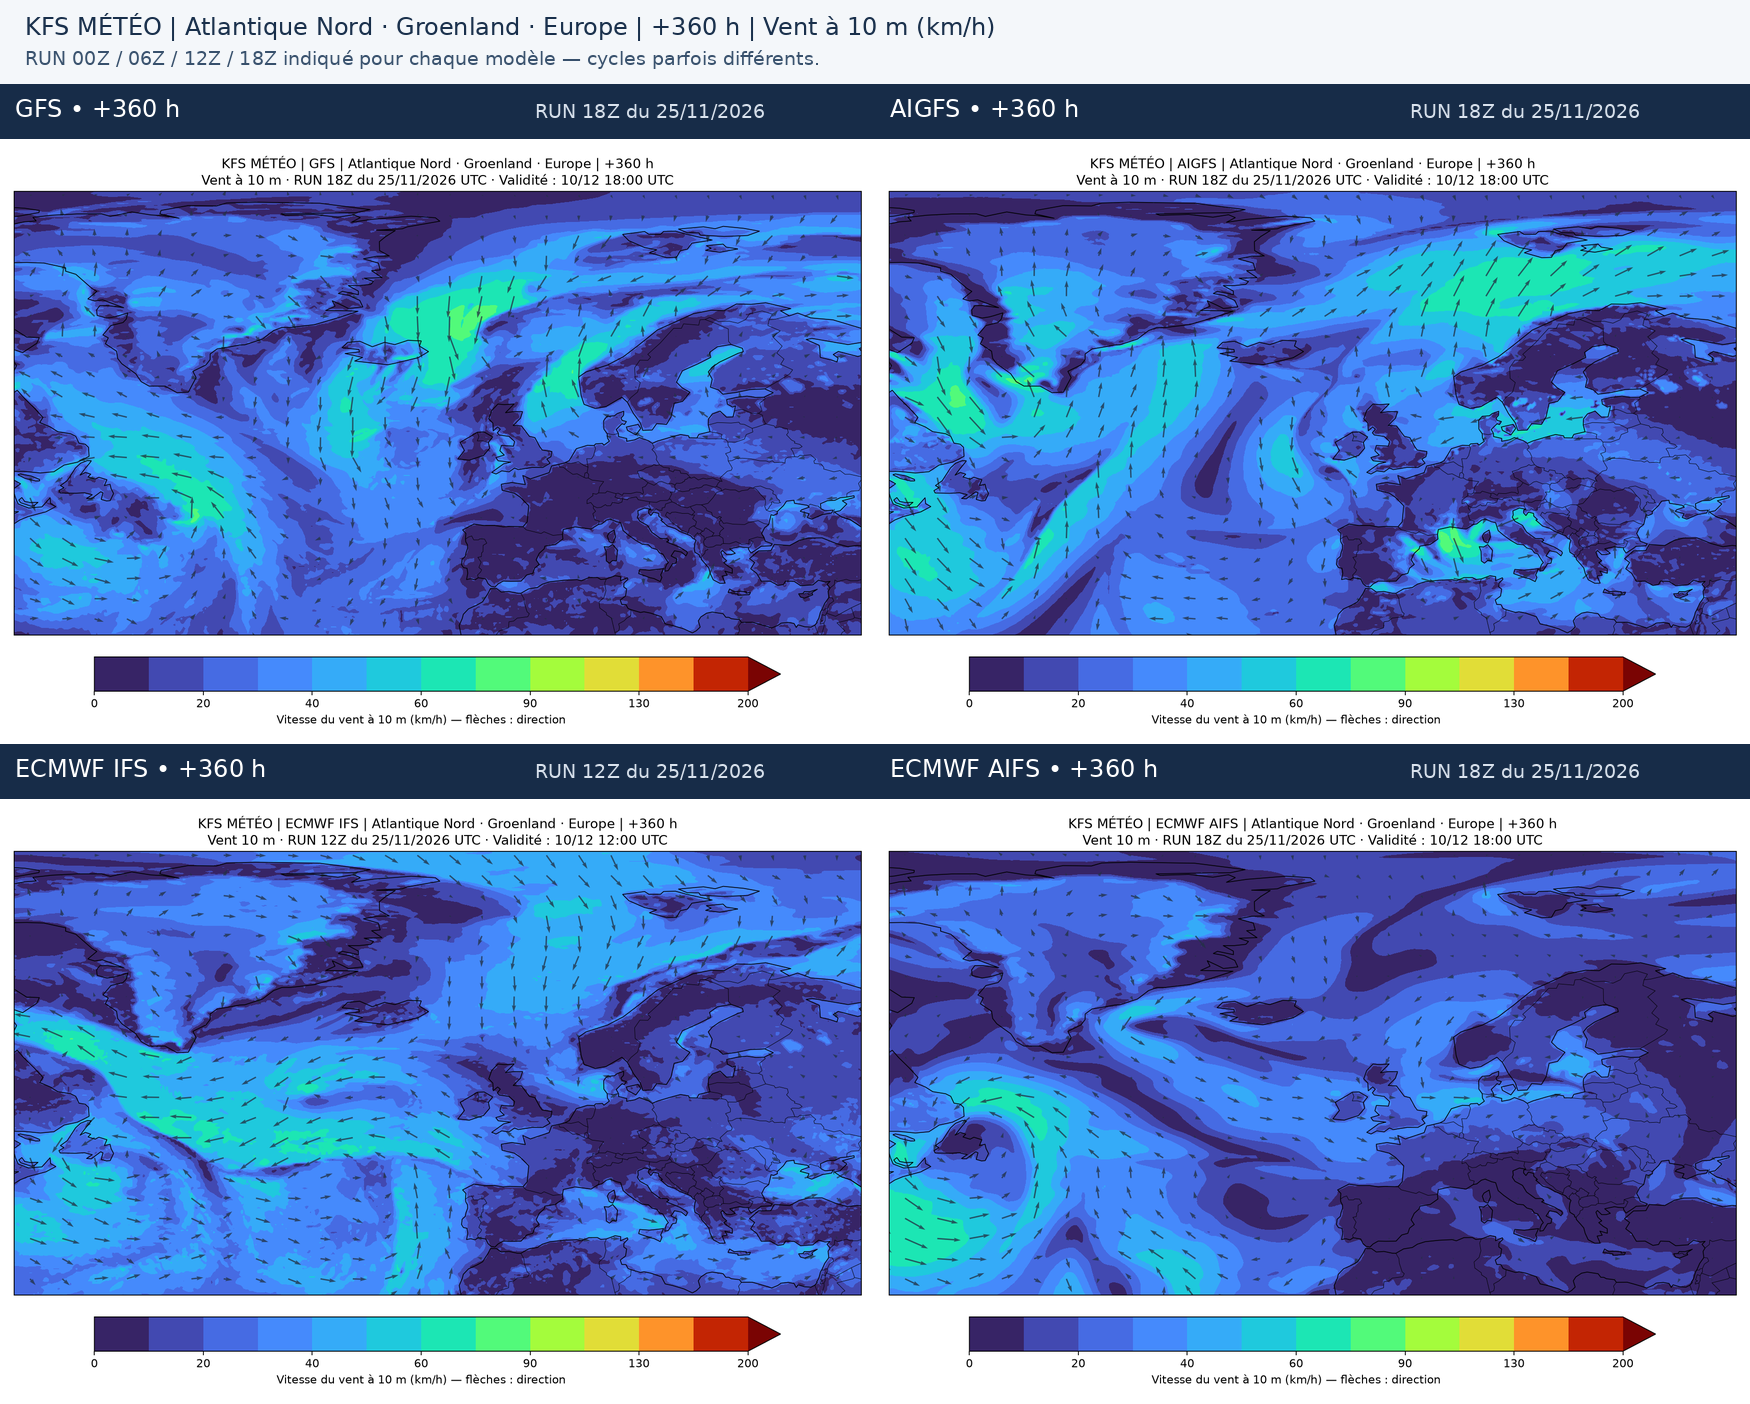 KFS MÉTÉO | Atlantique Nord · Groenland · Europe | +360 h | Vent à 10 m (km/h)
RUN 00Z / 06Z / 12Z / 18Z indiqué pour chaque modèle — cycles parfois différents.
GFS • +360 h
RUN 18Z du 25/11/2026
KFS MÉTÉO | GFS | Atlantique Nord · Groenland · Europe | +360 h
Vent à 10 m · RUN 18Z du 25/11/2026 UTC · Validité : 10/12 18:00 UTC
0 20 40 60 90 130 200
Vitesse du vent à 10 m (km/h) — flèches : direction
AIGFS • +360 h
RUN 18Z du 25/11/2026
KFS MÉTÉO | AIGFS | Atlantique Nord · Groenland · Europe | +360 h
Vent à 10 m · RUN 18Z du 25/11/2026 UTC · Validité : 10/12 18:00 UTC
0 20 40 60 90 130 200
Vitesse du vent à 10 m (km/h) — flèches : direction
ECMWF IFS • +360 h
RUN 12Z du 25/11/2026
KFS MÉTÉO | ECMWF IFS | Atlantique Nord · Groenland · Europe | +360 h
Vent 10 m · RUN 12Z du 25/11/2026 UTC · Validité : 10/12 12:00 UTC
0 20 40 60 90 130 200
Vitesse du vent à 10 m (km/h) — flèches : direction
ECMWF AIFS • +360 h
RUN 18Z du 25/11/2026
KFS MÉTÉO | ECMWF AIFS | Atlantique Nord · Groenland · Europe | +360 h
Vent 10 m · RUN 18Z du 25/11/2026 UTC · Validité : 10/12 18:00 UTC
0 20 40 60 90 130 200
Vitesse du vent à 10 m (km/h) — flèches : direction